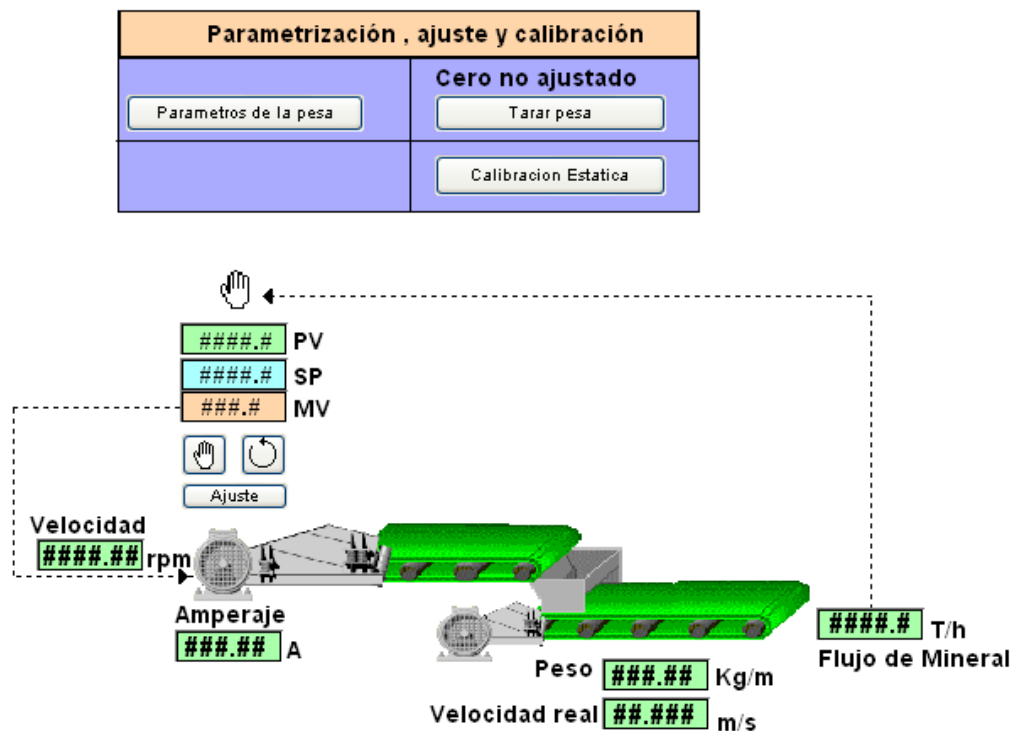 Parametrización , ajuste y calibración
Cero no ajustado
Parametros de la pesa
Tarar pesa
Calibracion Estatica
####.# PV
####.# SP
###.# MV
Ajuste
Velocidad
####.## rpm
Amperaje
###.## A
####.# T/h
Flujo de Mineral
Peso ###.## Kg/m
Velocidad real ##.### m/s